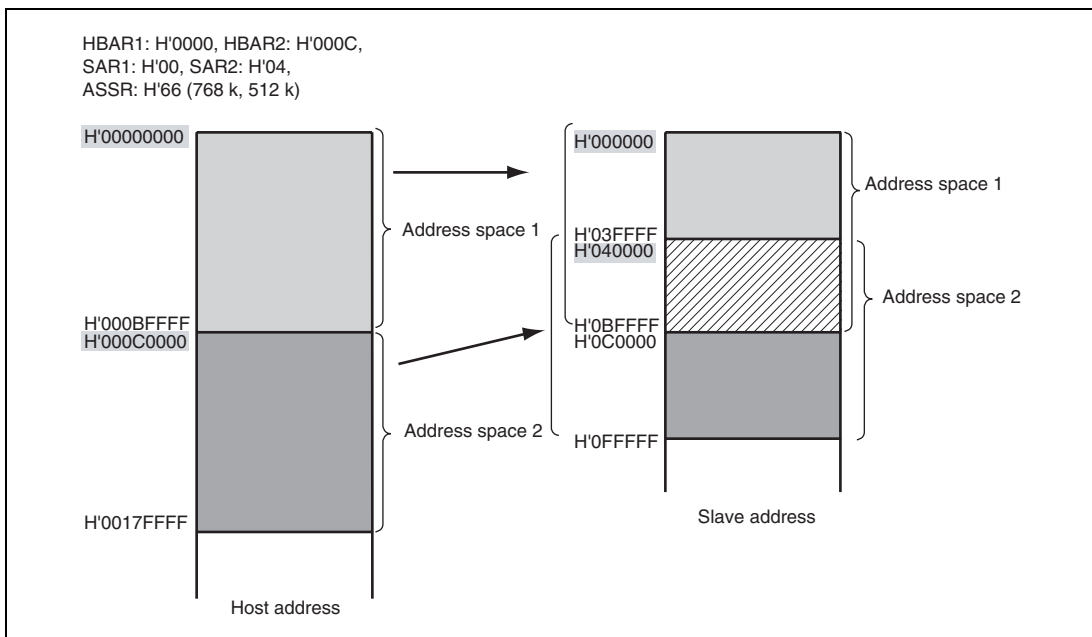 HBAR1: H'0000, HBAR2: H'000C,
SAR1: H'00, SAR2: H'04,
ASSR: H'66 (768 k, 512 k)
H'00000000
Address space 1
H'000BFFFF
H'000C0000
Address space 2
H'0017FFFF
Host address
H'000000
Address space 1
H'03FFFF
H'040000
Address space 2
H'0BFFFF
H'0C0000
H'0FFFFF
Slave address